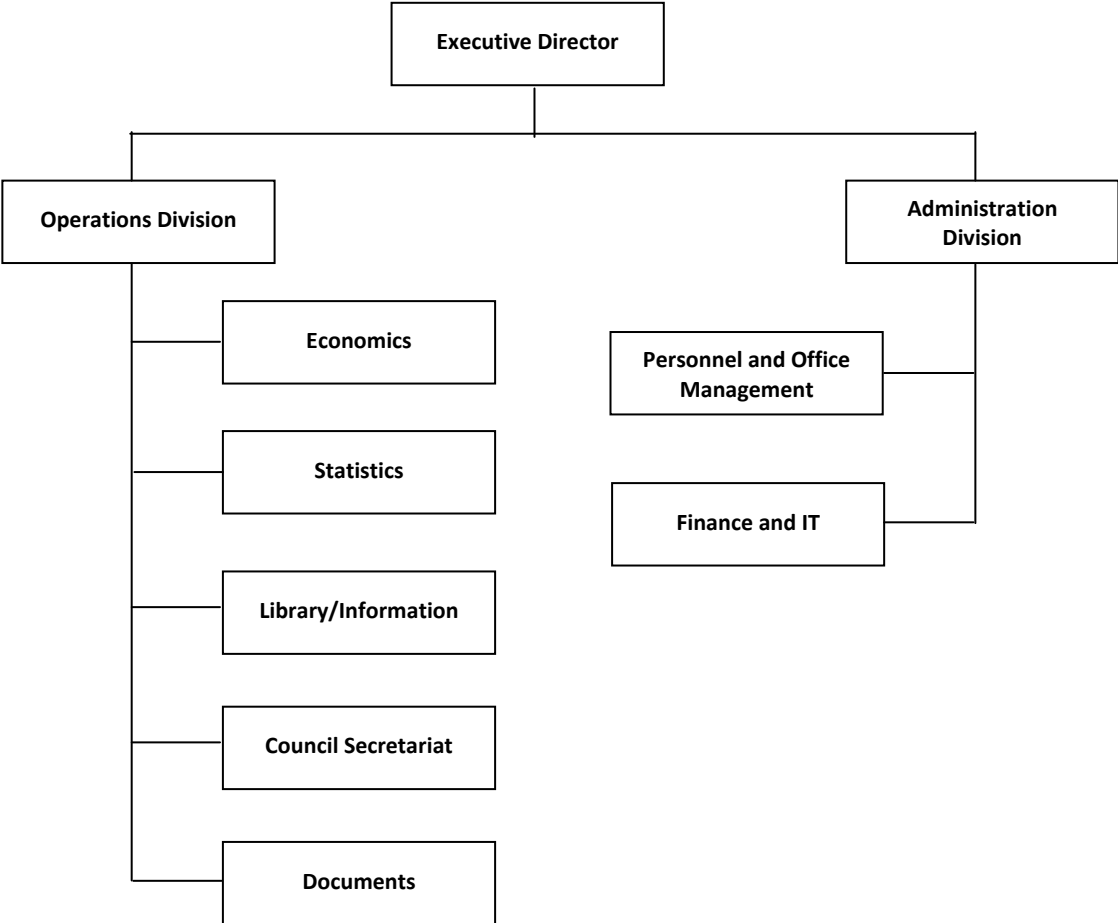 Executive Director
Operations Division
Administration
Division
Economics
Statistics
Library/Information
Council Secretariat
Documents
Personnel and Office
Management
Finance and IT